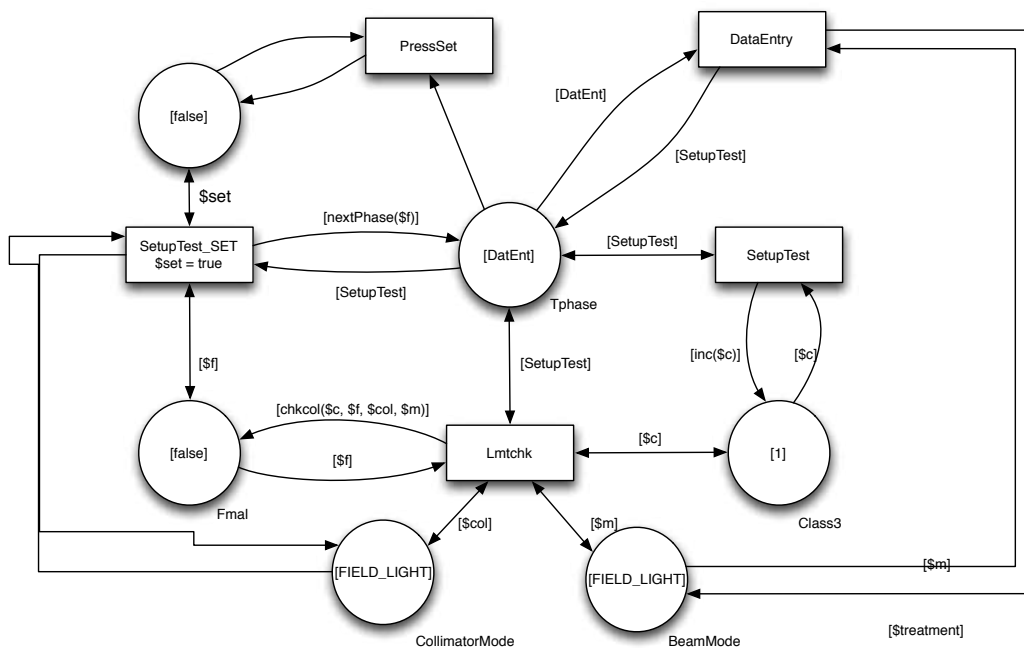 PressSet
DataEntry
[DatEnt]
[false]
[SetupTest]
$set
[nextPhase($f)]
SetupTest_SET
$set = true
[DatEnt]
[SetupTest]
SetupTest
[SetupTest]
Tphase
[$f]
[SetupTest]
[inc($c)]
[$c]
[chkcol($c, $f, $col, $m)]
[false]
[$f]
Lmtchk
[$c]
[1]
Fmal
[$col]
[$m]
Class3
[FIELD_LIGHT]
[FIELD_LIGHT]
[$m]
CollimatorMode
BeamMode
[$treatment]